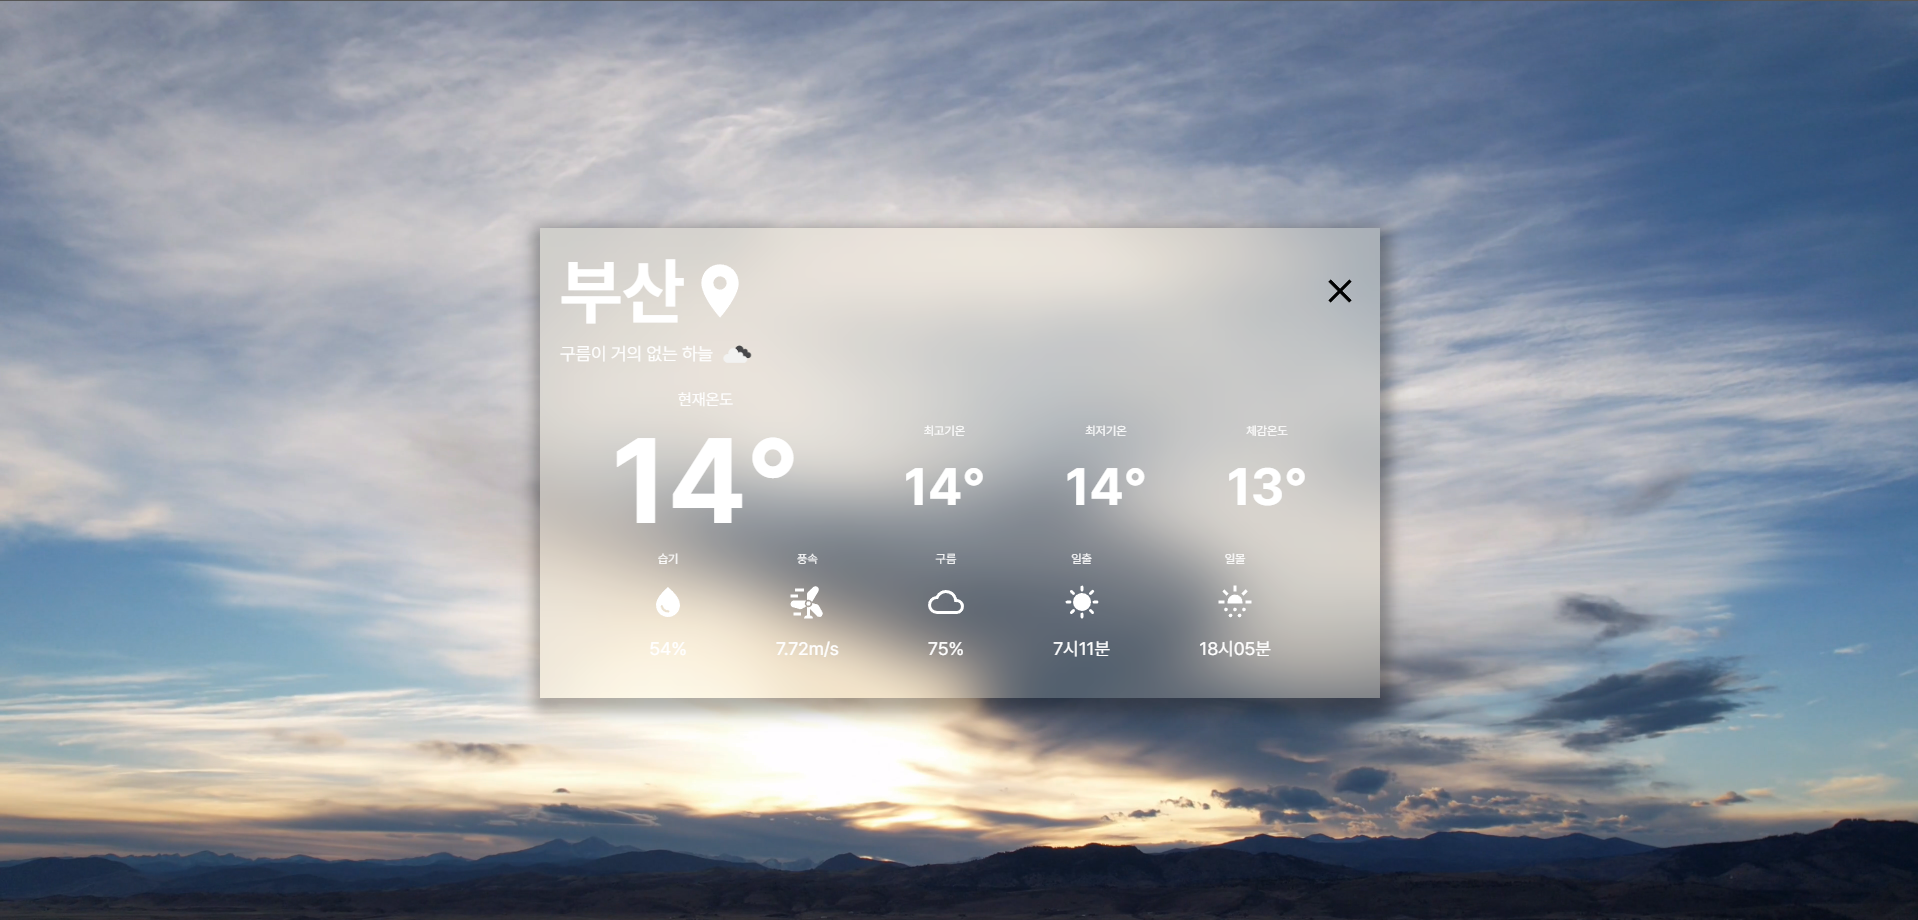 부산
구름이 거의 없는 하늘
현재온도
14°
최고기온
14°
최저기온
14°
체감온도
13°
습기
54%
풍속
7.72m/s
구름
75%
일출
7시11분
일몰
18시05분